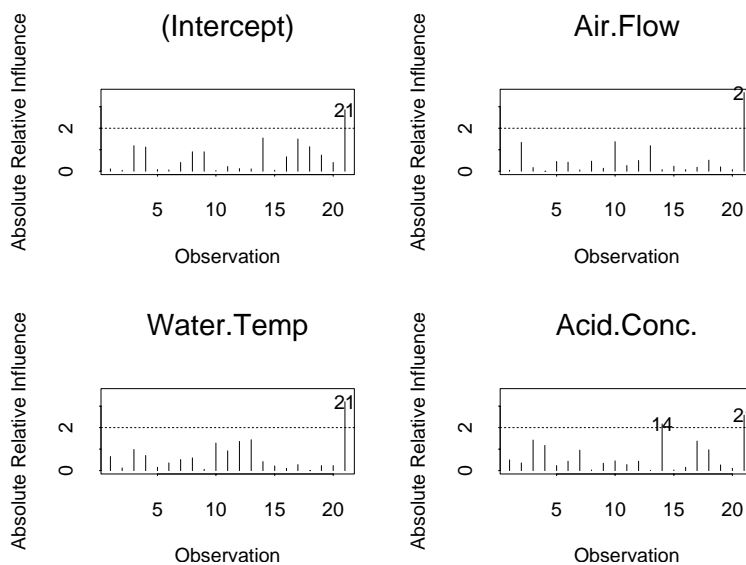 (Intercept)
Absolute Relative Influence
0 2
21
5 10 15 20
Observation
Air.Flow
Absolute Relative Influence
0 2
2
5 10 15 20
Observation
Water.Temp
Absolute Relative Influence
0 2
21
5 10 15 20
Observation
Acid.Conc.
Absolute Relative Influence
0 2
14
2
5 10 15 20
Observation